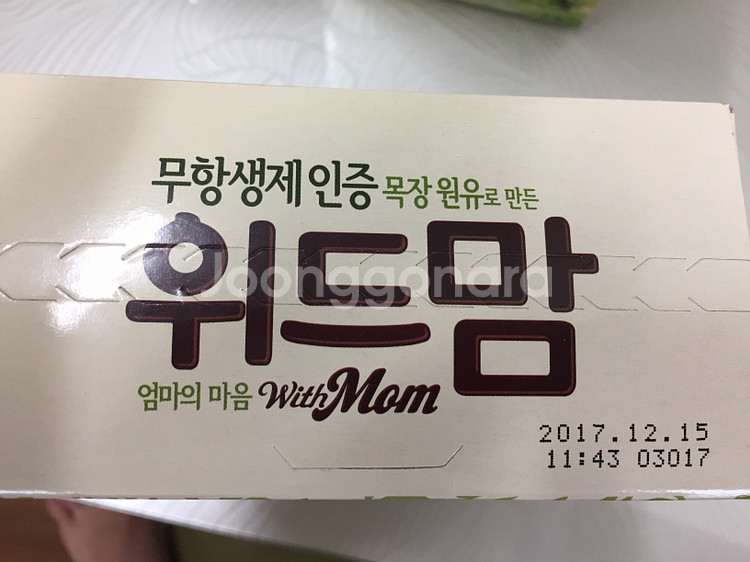 무항생제 인증 목장 원유로 만든
위드맘
Joonggonara
엄마의 마음 With Mom
2017.12.15
11:43 03017